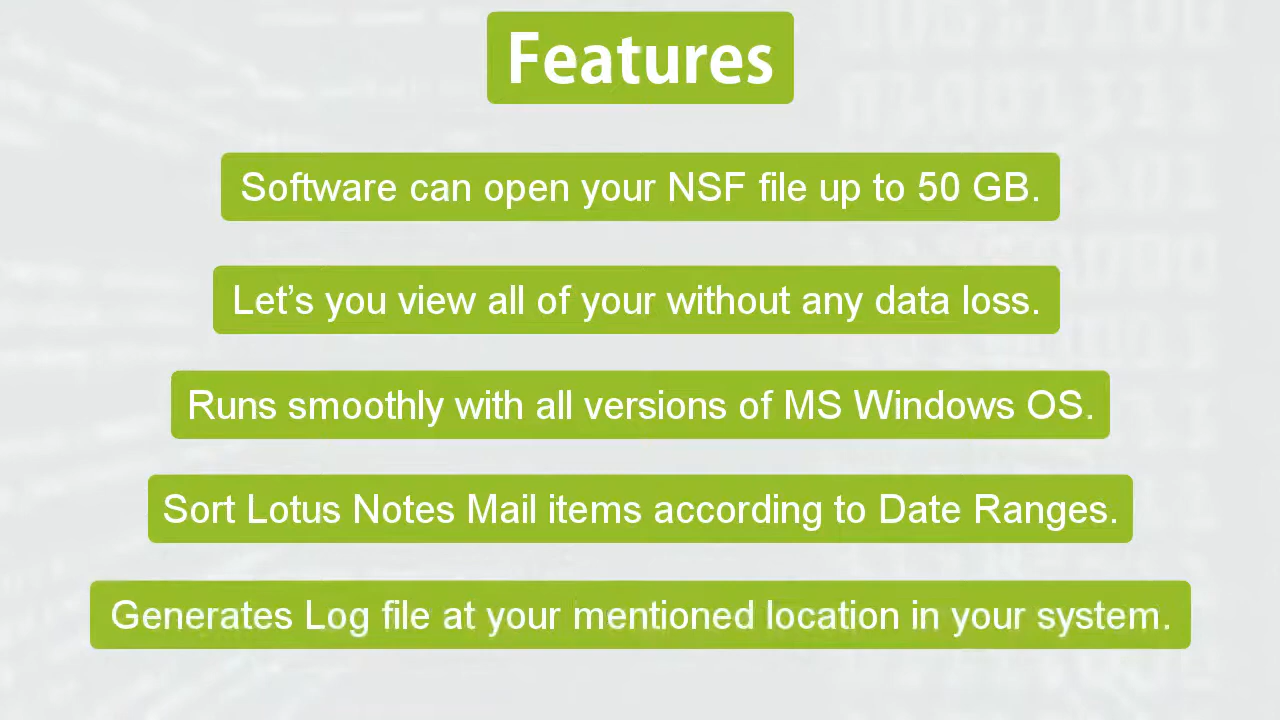 Features
Software can open your NSF file up to 50 GB.
Let’s you view all of your without any data loss.
Runs smoothly with all versions of MS Windows OS.
Sort Lotus Notes Mail items according to Date Ranges.
Generates Log file at your mentioned location in your system.